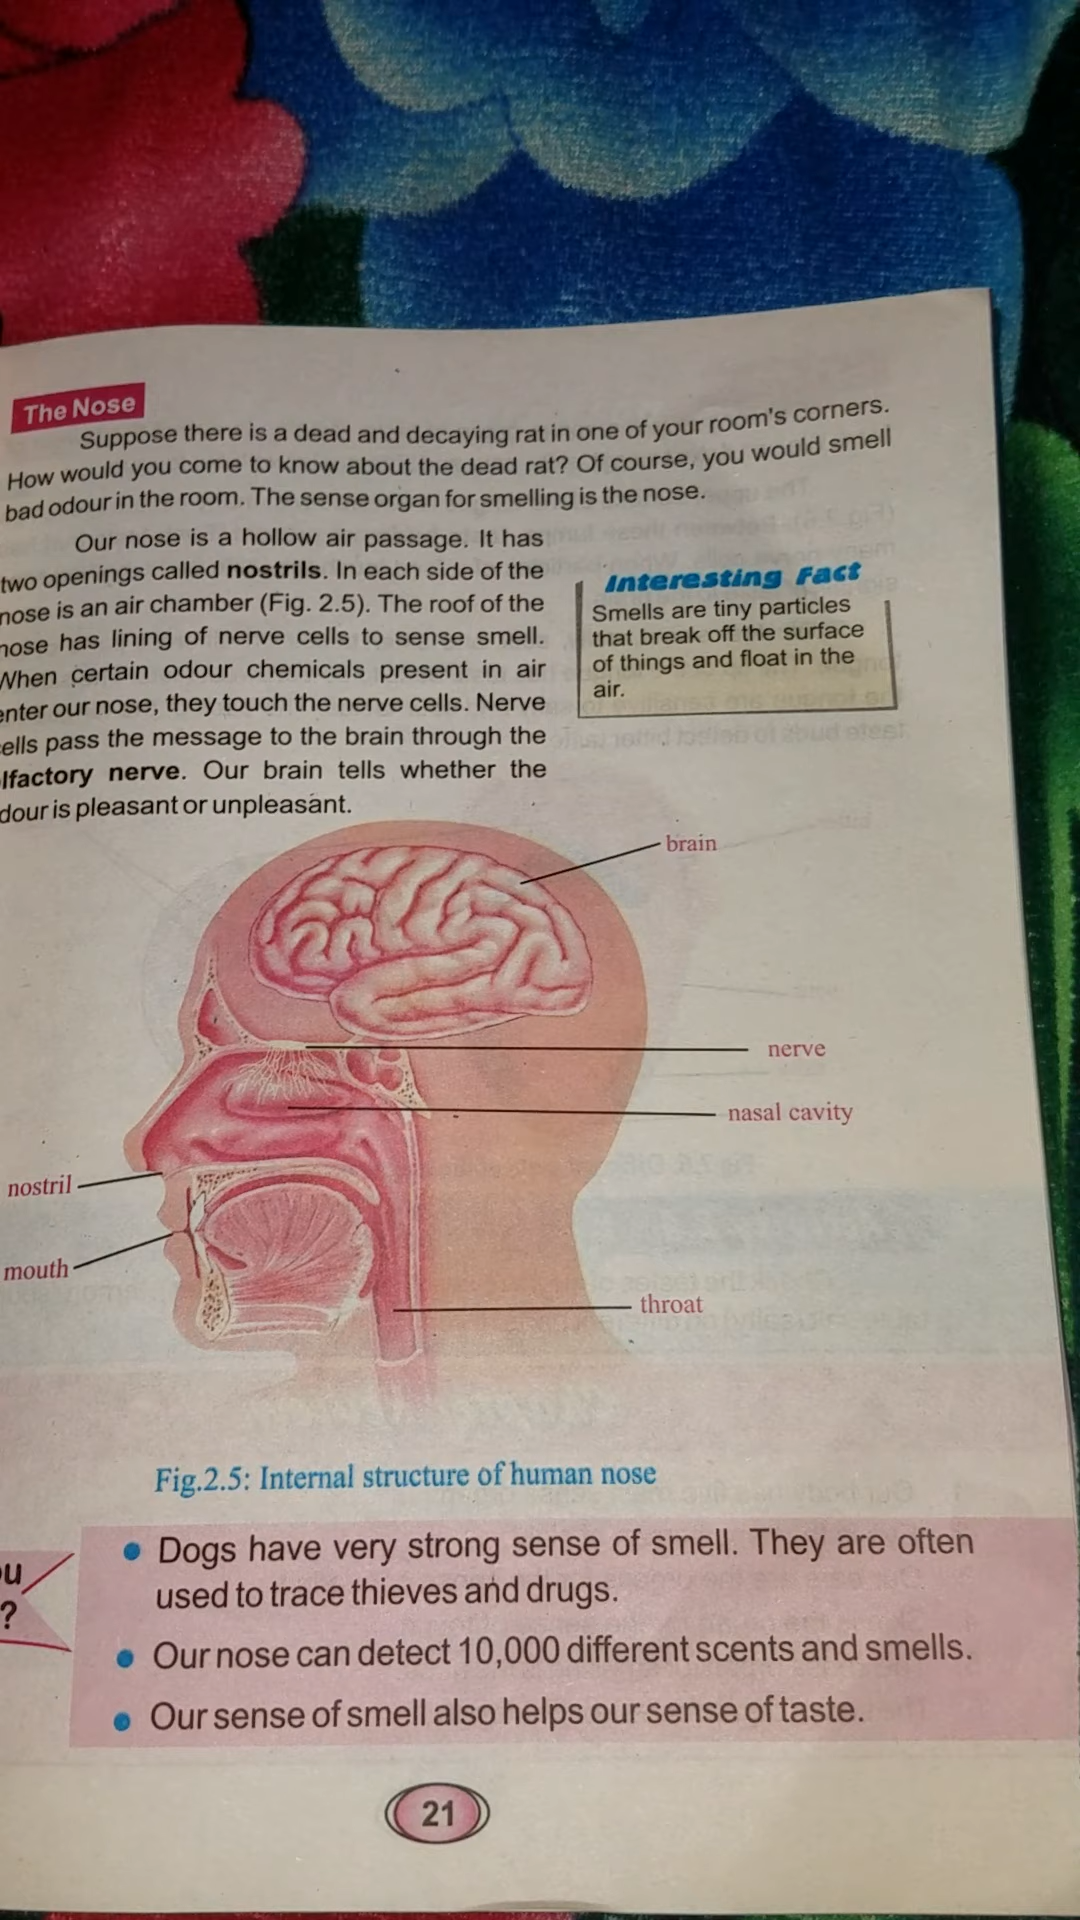 The Nose
Suppose there is a dead and decaying rat in one of your room's corners.
How would you come to know about the dead rat? Of course, you would smell
bad odour in the room. The sense organ for smelling is the nose.
Our nose is a hollow air passage. It has
two openings called nostrils. In each side of the
nose is an air chamber (Fig. 2.5). The roof of the
nose has lining of nerve cells to sense smell.
When certain odour chemicals present in air
enter our nose, they touch the nerve cells. Nerve
ells pass the message to the brain through the
lfactory nerve. Our brain tells whether the
dour is pleasant or unpleasant.
Interesting Fact
Smells are tiny particles
that break off the surface
of things and float in the
air.
brain
nerve
nasal cavity
nostril
mouth
throat
Fig.2.5: Internal structure of human nose
ou
?
• Dogs have very strong sense of smell. They are often
used to trace thieves and drugs.
• Our nose can detect 10,000 different scents and smells.
• Our sense of smell also helps our sense of taste.
21